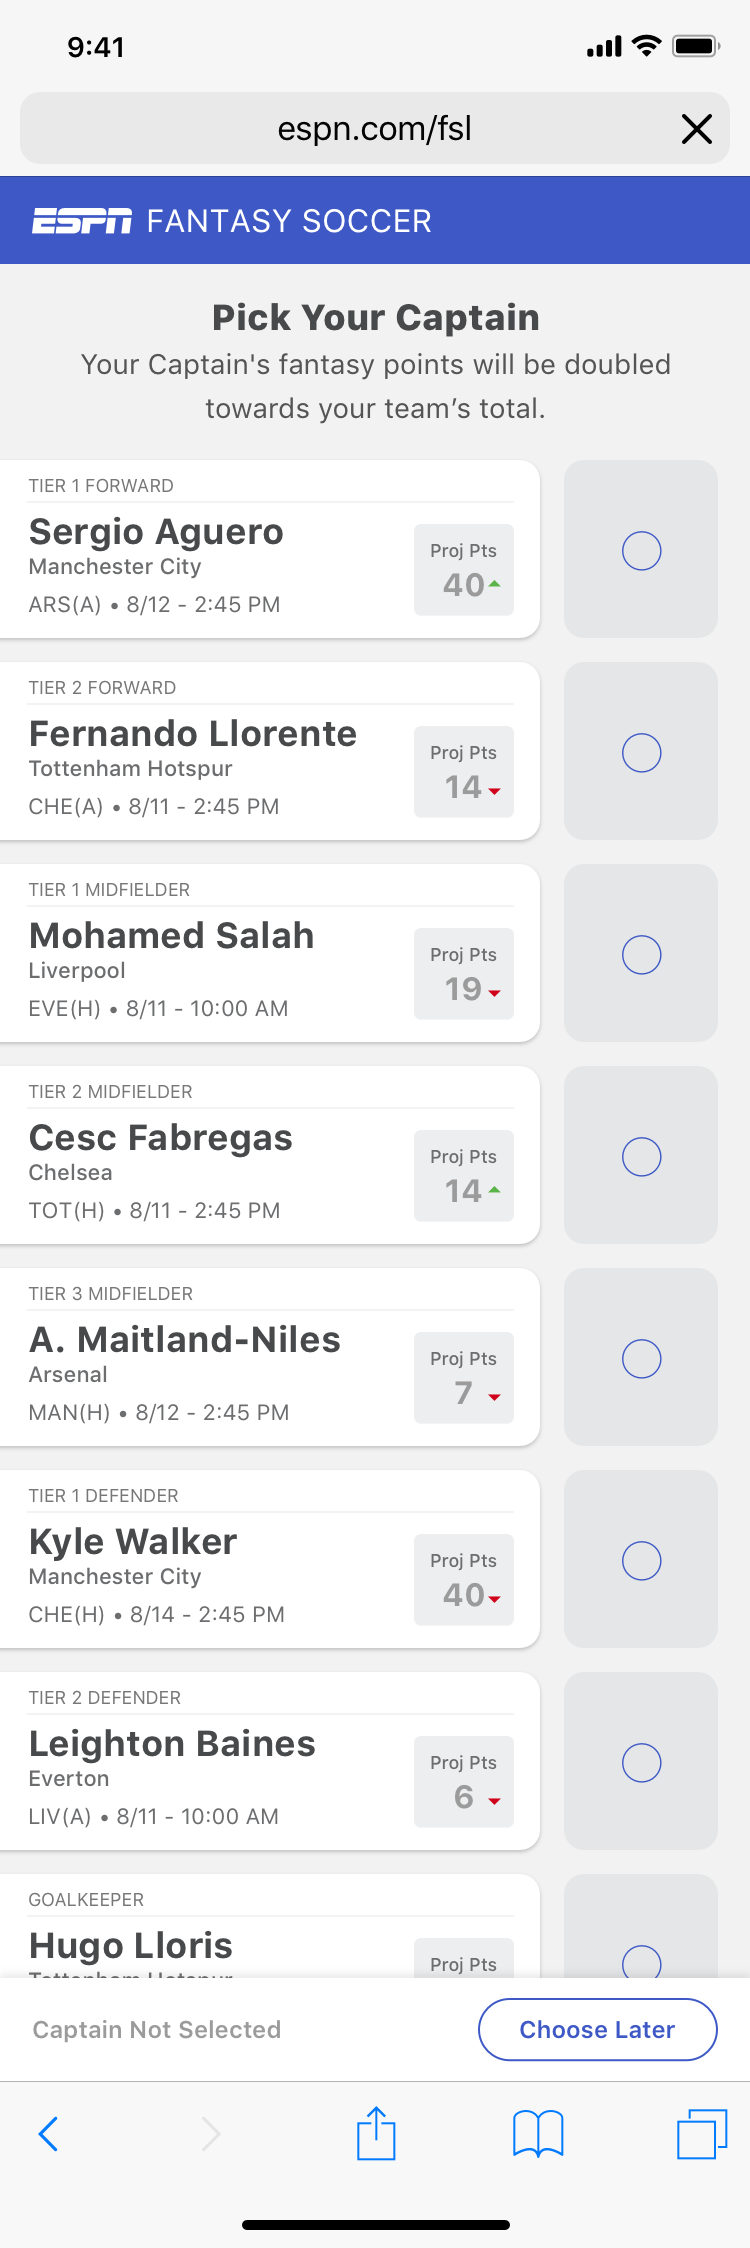 9:41
espn.com/fsl
ESPN FANTASY SOCCER
Pick Your Captain
Your Captain's fantasy points will be doubled
towards your team’s total.
TIER 1 FORWARD
Sergio Aguero
Manchester City
ARS(A) • 8/12 - 2:45 PM
Proj Pts
40
TIER 2 FORWARD
Fernando Llorente
Tottenham Hotspur
CHE(A) • 8/11 - 2:45 PM
Proj Pts
14
TIER 1 MIDFIELDER
Mohamed Salah
Liverpool
EVE(H) • 8/11 - 10:00 AM
Proj Pts
19
TIER 2 MIDFIELDER
Cesc Fabregas
Chelsea
TOT(H) • 8/11 - 2:45 PM
Proj Pts
14
TIER 3 MIDFIELDER
A. Maitland-Niles
Arsenal
MAN(H) • 8/12 - 2:45 PM
Proj Pts
7
TIER 1 DEFENDER
Kyle Walker
Manchester City
CHE(H) • 8/14 - 2:45 PM
Proj Pts
40
TIER 2 DEFENDER
Leighton Baines
Everton
LIV(A) • 8/11 - 10:00 AM
Proj Pts
6
GOALKEEPER
Hugo Lloris
Tottenham Hotspur
Proj Pts
Captain Not Selected
Choose Later